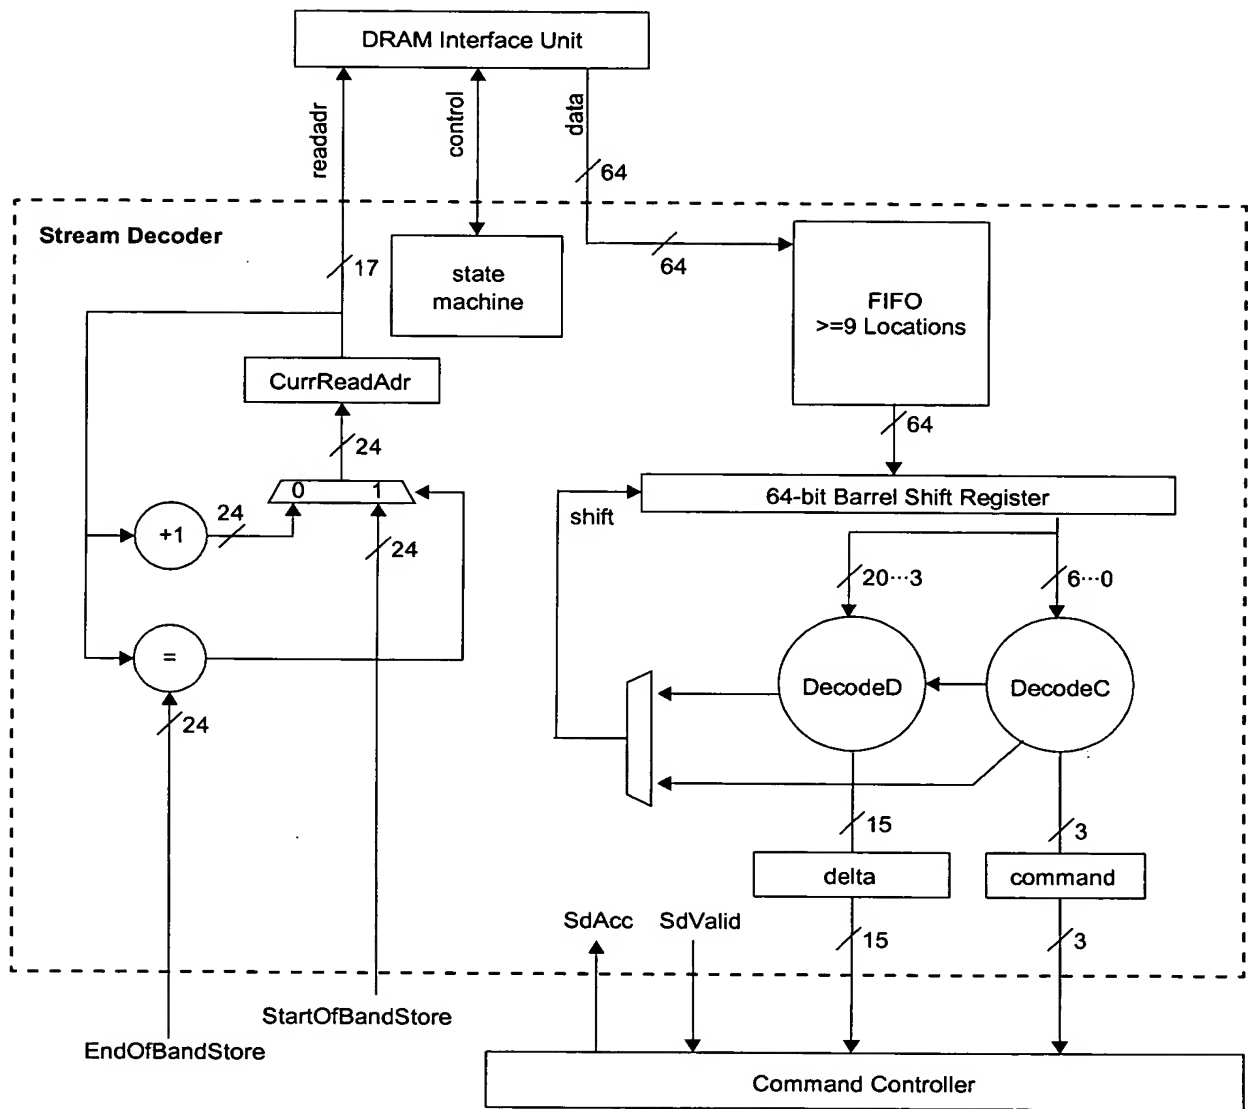 DRAM Interface Unit
readadr
control
data
64
Stream Decoder
17
state
machine
64
FIFO
>=9 Locations
CurrReadAdr
64
24
0 1
64-bit Barrel Shift Register
shift
24
+1
24
20···3
6···0
=
DecodeD
DecodeC
24
15
3
delta
command
SdAcc
SdValid
15
3
StartOfBandStore
EndOfBandStore
Command Controller